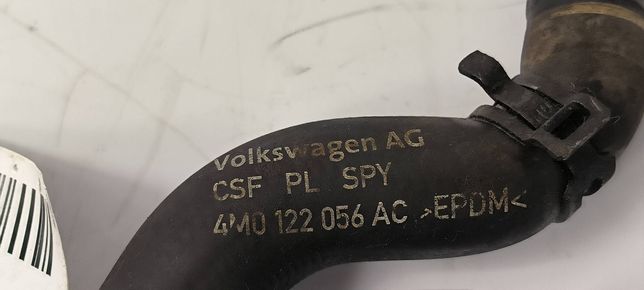 Volkswagen AG
CSF PL SPY
4M0 122 056 AC >EPDM<